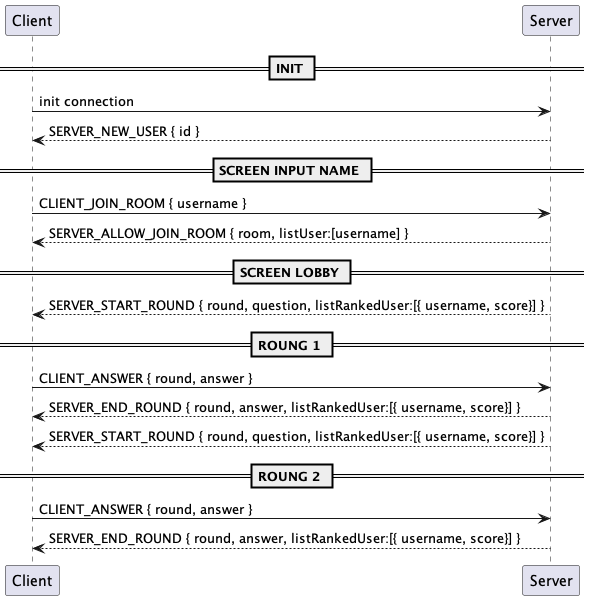 Client Server
INIT
init connection
SERVER_NEW_USER { id }
SCREEN INPUT NAME
CLIENT_JOIN_ROOM { username }
SERVER_ALLOW_JOIN_ROOM { room, listUser:[username] }
SCREEN LOBBY
SERVER_START_ROUND { round, question, listRankedUser:[{ username, score}] }
ROUNG 1
CLIENT_ANSWER { round, answer }
SERVER_END_ROUND { round, answer, listRankedUser:[{ username, score}] }
SERVER_START_ROUND { round, question, listRankedUser:[{ username, score}] }
ROUNG 2
CLIENT_ANSWER { round, answer }
SERVER_END_ROUND { round, answer, listRankedUser:[{ username, score}] }
Client Server